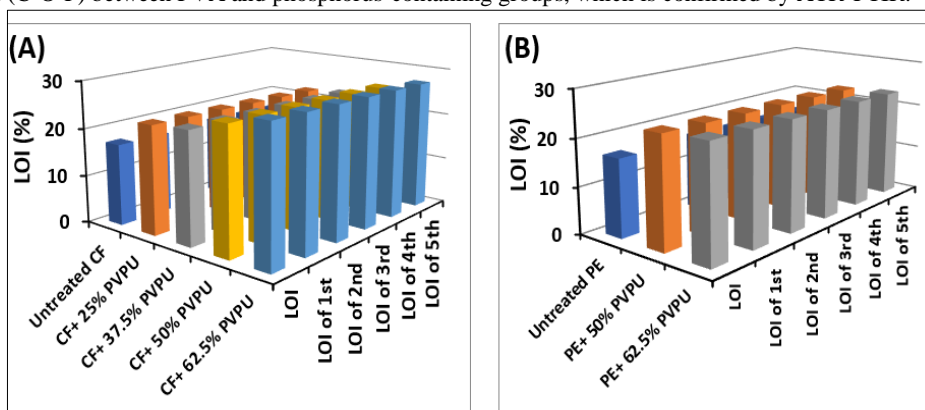 (C-O-P) between PVA and phosphorus-containing groups, which is confirmed by ATR-FTIR.
(A)
30
20
10
0
LOI (%)
Untreated CF
CF+ 25% PVPU
CF+ 37.5% PVPU
CF+ 50% PVPU
CF+ 62.5% PVPU
LOI
LOI of 1st
LOI of 2nd
LOI of 3rd
LOI of 4th
LOI of 5th
(B)
30
20
10
0
LOI (%)
Untreated PE
PE+ 50% PVPU
PE+ 62.5% PVPU
LOI
LOI of 1st
LOI of 2nd
LOI of 3rd
LOI of 4th
LOI of 5th